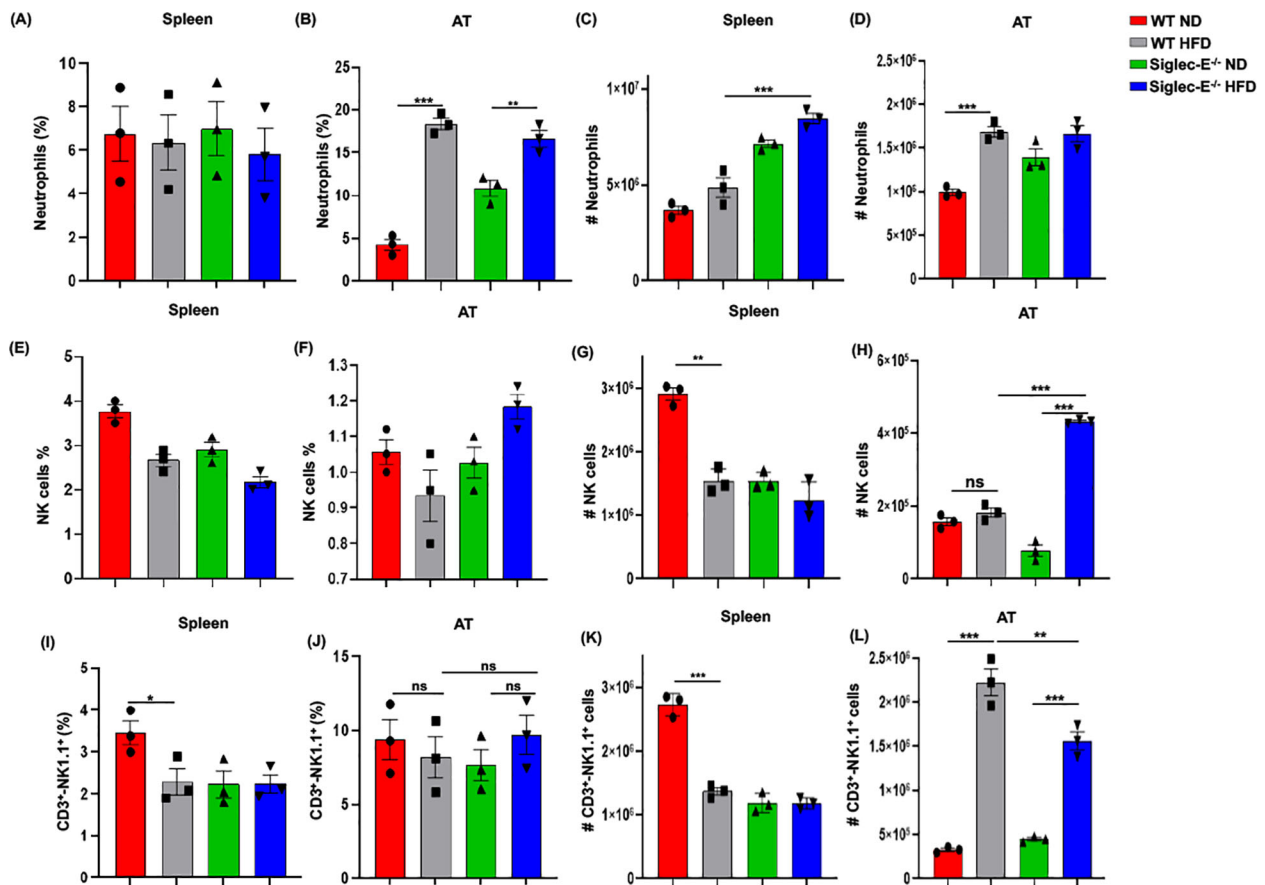 (A) Spleen
Neutrophils (%)
10
8
6
4
2
0
(B) AT
Neutrophils (%)
25
20
15
10
5
0
*** **
(C) Spleen
# Neutrophils
1×10⁷
5×10⁶
0
***
(D) AT
# Neutrophils
2.5×10⁶
2×10⁶
1.5×10⁶
1×10⁶
5×10⁵
0
***
WT ND
WT HFD
Siglec-E⁻/⁻ ND
Siglec-E⁻/⁻ HFD
(E) Spleen
NK cells %
5
4
3
2
1
0
(F) AT
NK cells %
1.3
1.2
1.1
1.0
0.9
0.8
0.7
(G) Spleen
# NK cells
3×10⁶
2×10⁶
1×10⁶
0
**
(H) AT
# NK cells
6×10⁵
4×10⁵
2×10⁵
0
***
***
ns
(I) Spleen
CD3⁺-NK1.1⁺ (%)
5
4
3
2
1
0
*
(J) AT
CD3⁺-NK1.1⁺ (%)
15
10
5
0
ns
ns ns
(K) Spleen
# CD3⁺-NK1.1⁺ cells
3×10⁶
2×10⁶
1×10⁶
0
***
(L) AT
# CD3⁺-NK1.1⁺ cells
2.5×10⁶
2×10⁶
1.5×10⁶
1×10⁶
5×10⁵
0
*** **
***